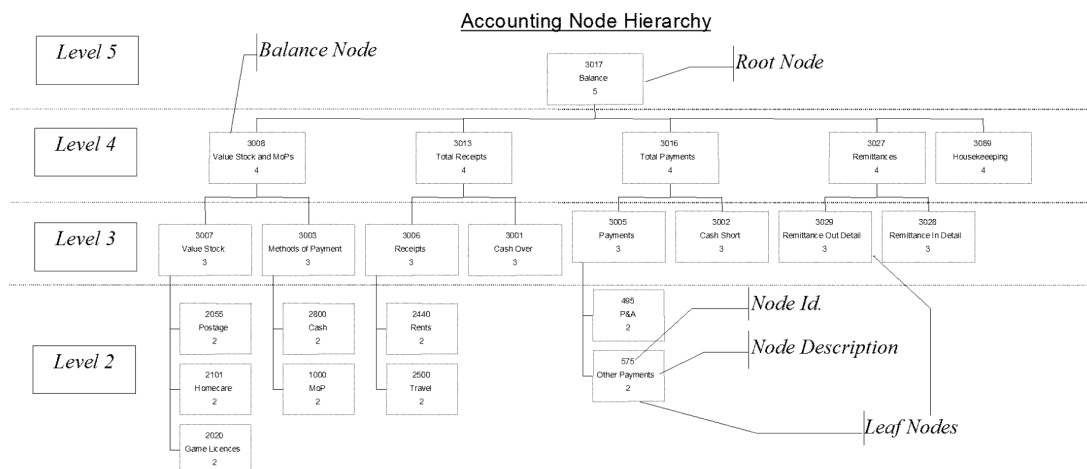 Accounting Node Hierarchy
Level 5
Balance Node
3017
Balance
5
Root Node
Level 4
3008
Value Stock and MoPs
4
3013
Total Receipts
4
3016
Total Payments
4
3027
Remittances
4
3089
Housekeeeping
4
Level 3
3007
Value Stock
3
3003
Methods of Payment
3
3006
Receipts
3
3001
Cash Over
3
3005
Payments
3
3002
Cash Short
3
3029
Remittance Out Detail
3
3028
Remittance In Detail
3
Level 2
2055
Postage
2
2800
Cash
2
2440
Rents
2
495
P&A
2
Node Id.
2101
Homecare
2
1000
MoP
2
2500
Travel
2
575
Other Payments
2
Node Description
2020
Game Licences
2
Leaf Nodes